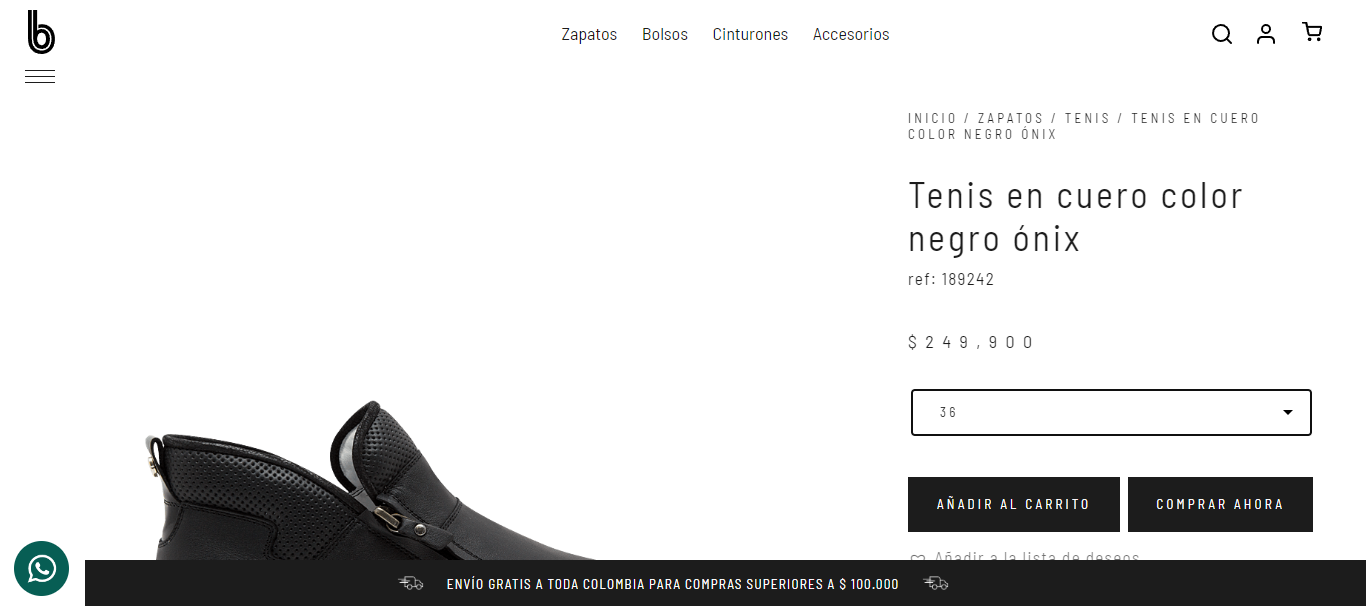 b
Zapatos Bolsos Cinturones Accesorios
INICIO / ZAPATOS / TENIS / TENIS EN CUERO
COLOR NEGRO ÓNIX
Tenis en cuero color
negro ónix
ref: 189242
$249,900
36
AÑADIR AL CARRITO COMPRAR AHORA
Añadir a la lista de deseos
ENVÍO GRATIS A TODA COLOMBIA PARA COMPRAS SUPERIORES A $ 100.000